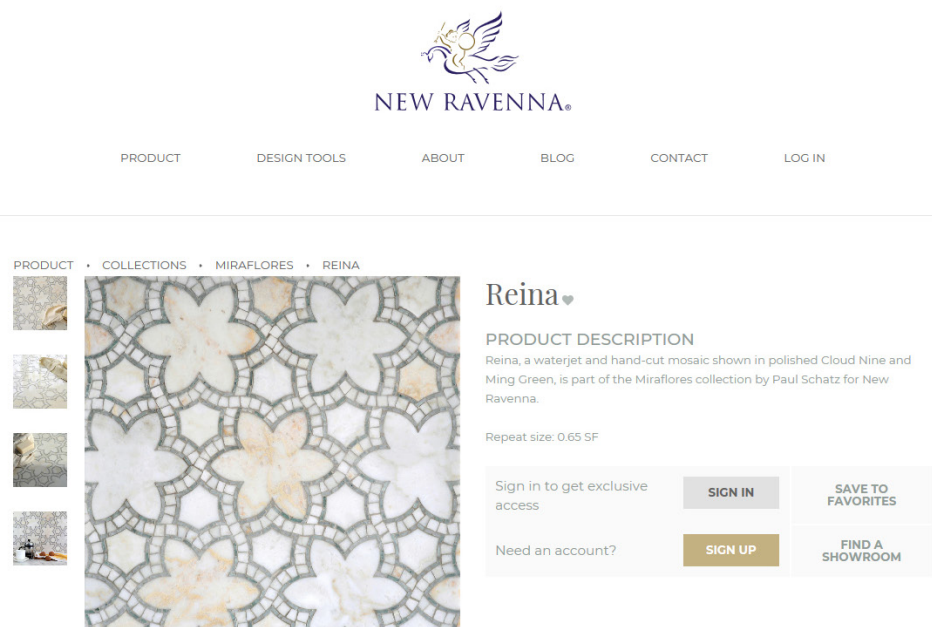 NEW RAVENNA®
PRODUCT DESIGN TOOLS ABOUT BLOG CONTACT LOG IN
PRODUCT • COLLECTIONS • MIRAFLORES • REINA
Reina
PRODUCT DESCRIPTION
Reina, a waterjet and hand-cut mosaic shown in polished Cloud Nine and
Ming Green, is part of the Miraflores collection by Paul Schatz for New
Ravenna.
Repeat size: 0.65 SF
Sign in to get exclusive
access
SIGN IN
SAVE TO
FAVORITES
Need an account?
SIGN UP
FIND A
SHOWROOM